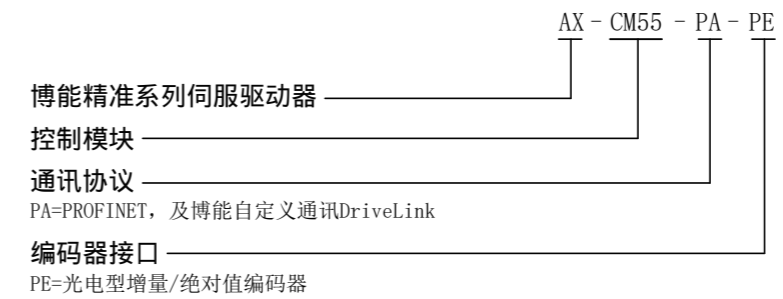 AX-CM55-PA-PE
博能精准系列伺服驱动器
控制模块
通讯协议
PA=PROFINET，及博能自定义通讯DriveLink
编码器接口
PE=光电型增量/绝对值编码器